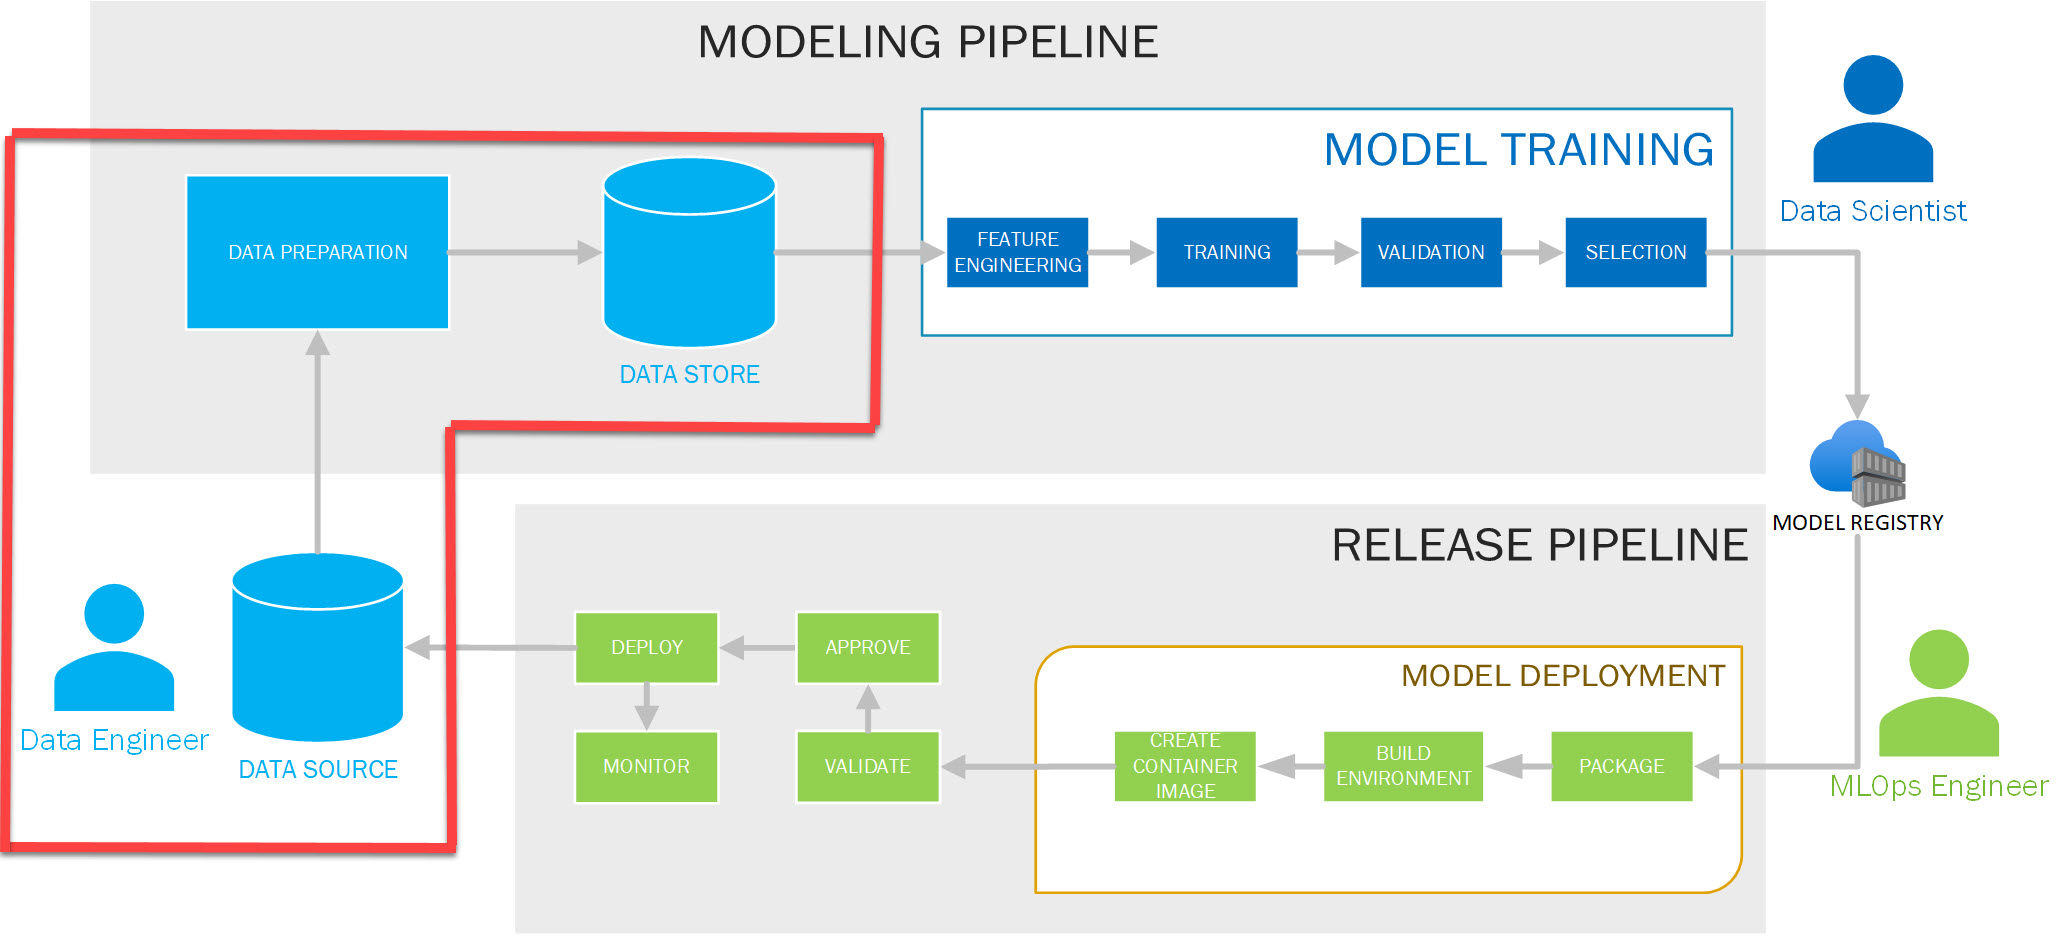 MODELING PIPELINE
MODEL TRAINING
Data Scientist
DATA PREPARATION
FEATURE
ENGINEERING
TRAINING
VALIDATION
SELECTION
DATA STORE
MODEL REGISTRY
RELEASE PIPELINE
DEPLOY
APPROVE
MODEL DEPLOYMENT
Data Engineer
DATA SOURCE
MONITOR
VALIDATE
CREATE
CONTAINER
IMAGE
BUILD
ENVIRONMENT
PACKAGE
MLOps Engineer